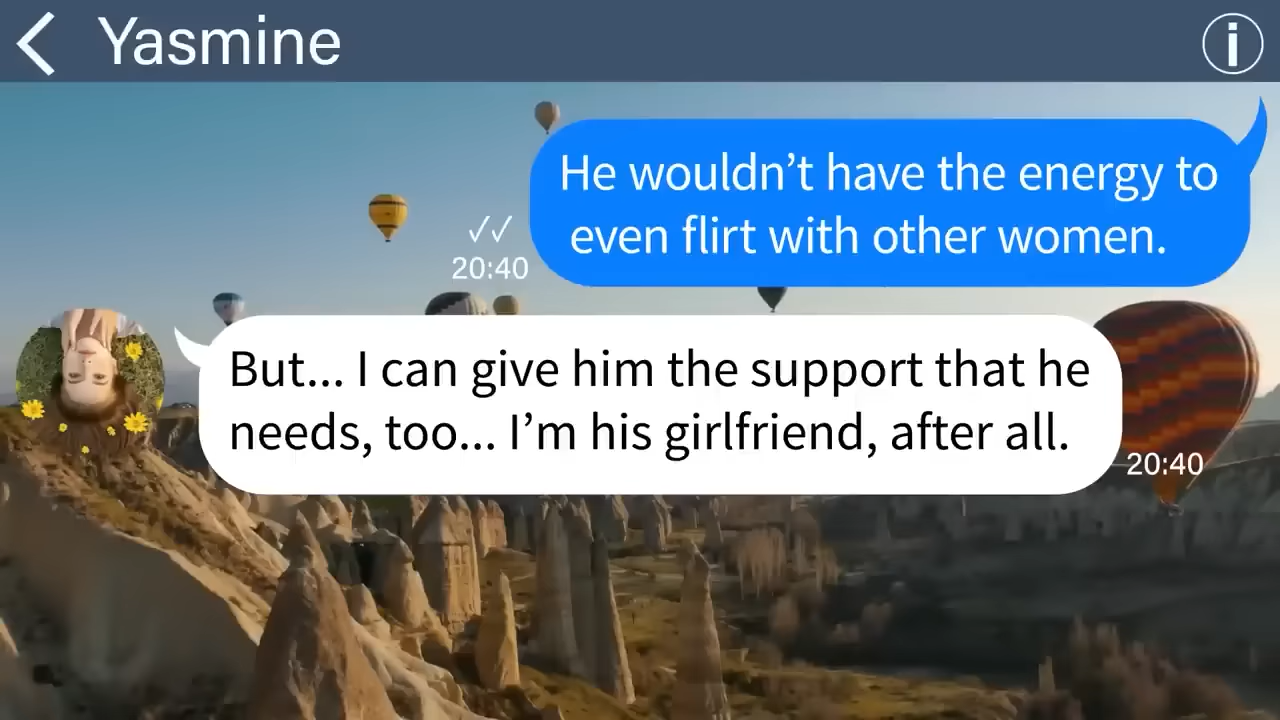 Yasmine
He wouldn’t have the energy to
even flirt with other women.
20:40
But... I can give him the support that he
needs, too... I’m his girlfriend, after all.
20:40